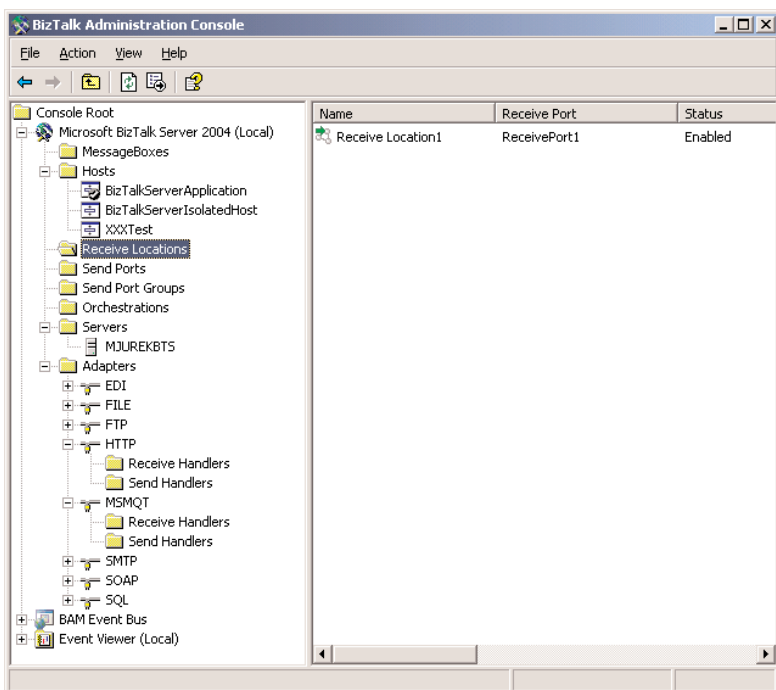 BizTalk Administration Console
File Action View Help
Console Root
Name Receive Port Status
Microsoft BizTalk Server 2004 (Local)
Receive Location1 ReceivePort1 Enabled
MessageBoxes
Hosts
BizTalkServerApplication
BizTalkServerIsolatedHost
XXXTest
Receive Locations
Send Ports
Send Port Groups
Orchestrations
Servers
MJUREKBTS
Adapters
EDI
FILE
FTP
HTTP
Receive Handlers
Send Handlers
MSMQT
Receive Handlers
Send Handlers
SMTP
SOAP
SQL
BAM Event Bus
Event Viewer (Local)